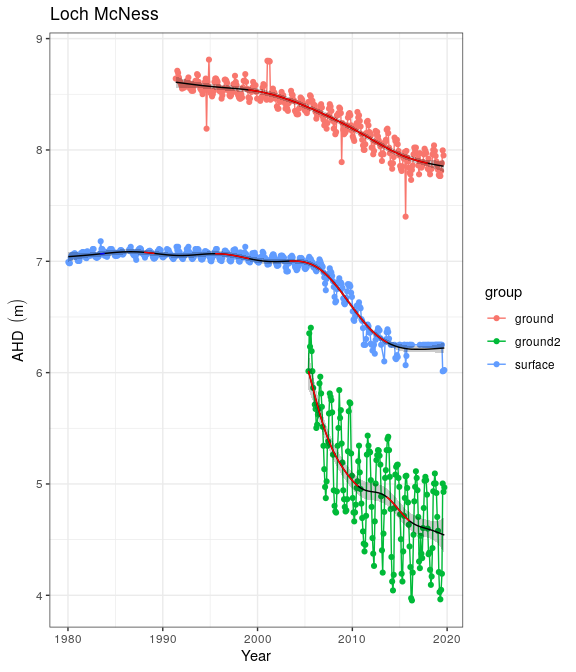 Loch McNess
9
8
7
6
5
4
AHD (m)
1980 1990 2000 2010 2020
Year
group
ground
ground2
surface